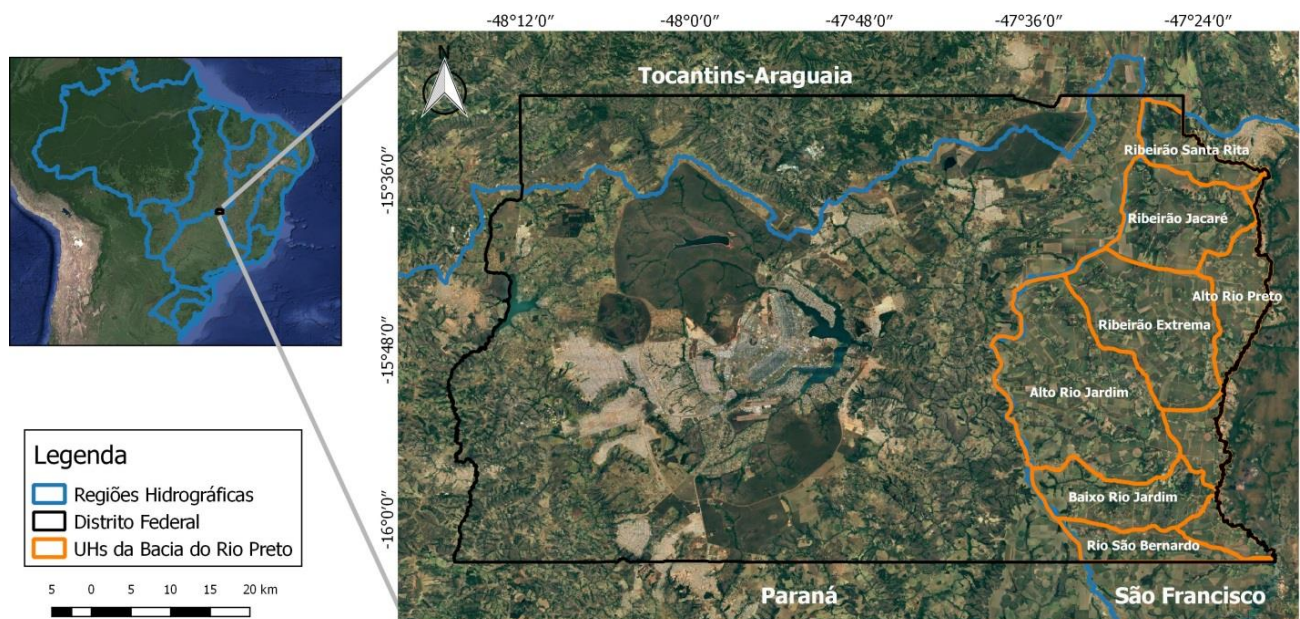 -48°12′0″
-48°0′0″
-47°48′0″
-47°36′0″
-47°24′0″
N
Tocantins-Araguaia
-15°36′0″
Ribeirão Santa Rita
Ribeirão Jacaré
Alto Rio Preto
Ribeirão Extrema
-15°48′0″
Alto Rio Jardim
Legenda
Regiões Hidrográficas
Distrito Federal
UHs da Bacia do Rio Preto
-16°0′0″
Baixo Rio Jardim
Rio São Bernardo
5 km 0 5 10 15 20 km
Paraná
São Francisco